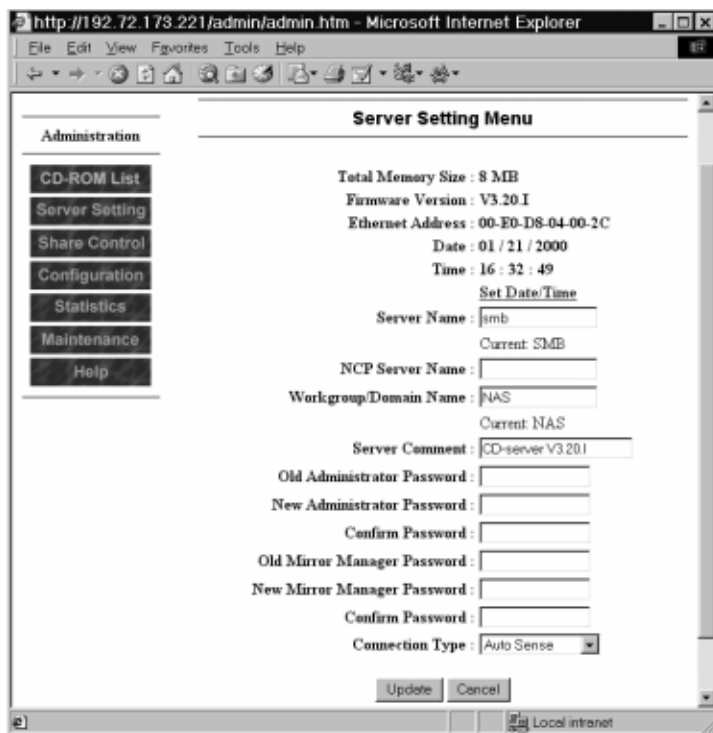 http://192.72.173.221/admin/admin.htm - Microsoft Internet Explorer
File Edit View Favorites Tools Help
Administration
CD-ROM List
Server Setting
Share Control
Configuration
Statistics
Maintenance
Help
Server Setting Menu
Total Memory Size : 8 MB
Firmware Version : V3.20.I
Ethernet Address : 00-E0-D8-04-00-2C
Date : 01 / 21 / 2000
Time : 16 : 32 : 49
Set Date/Time
Server Name : smb
Current: SMB
NCP Server Name :
Workgroup/Domain Name : NAS
Current: NAS
Server Comment : CD-server V3.20.I
Old Administrator Password :
New Administrator Password :
Confirm Password :
Old Mirror Manager Password :
New Mirror Manager Password :
Confirm Password :
Connection Type : Auto Sense
Update Cancel
Local intranet